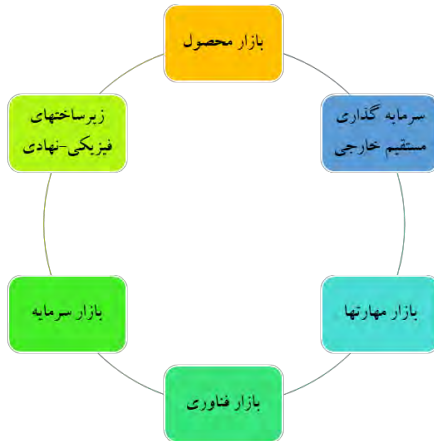 بازار محصول
سرمایه گذاری
مستقیم خارجی
بازار مهارتها
بازار فناوری
بازار سرمایه
زیرساختهای
فیزیکی-نهادی